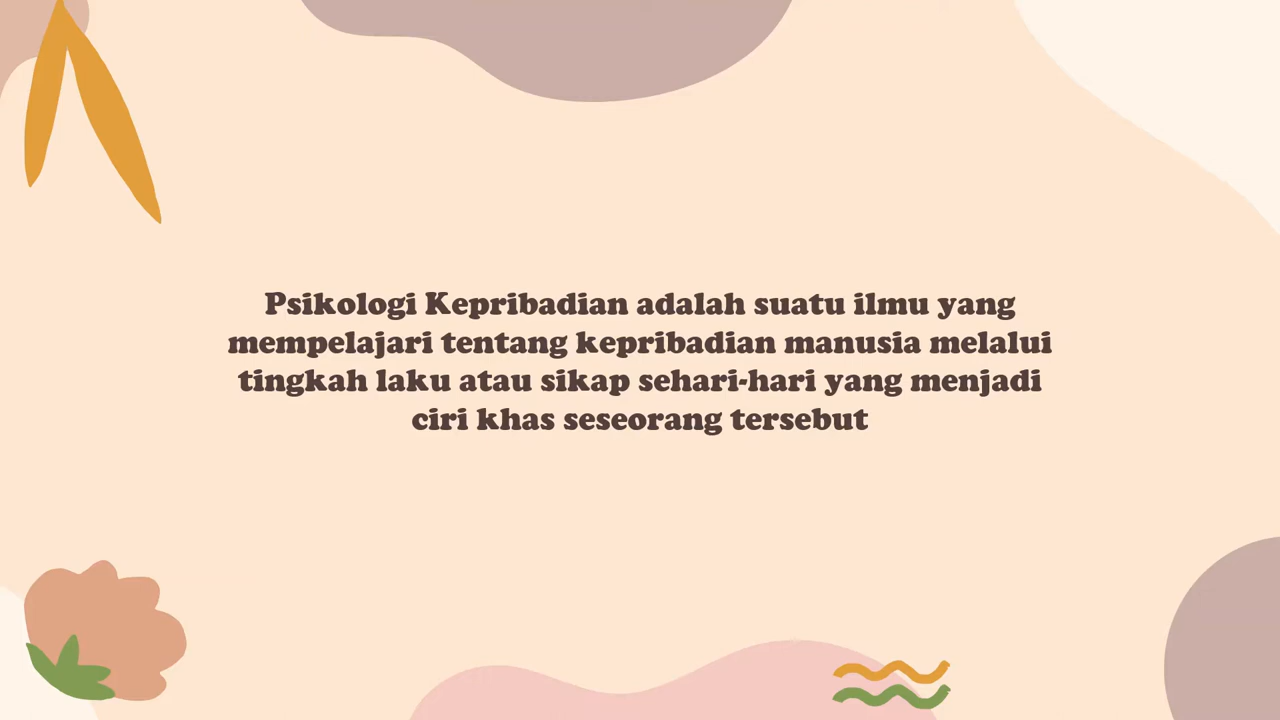 Psikologi Kepribadian adalah suatu ilmu yang
mempelajari tentang kepribadian manusia melalui
tingkah laku atau sikap sehari-hari yang menjadi
ciri khas seseorang tersebut